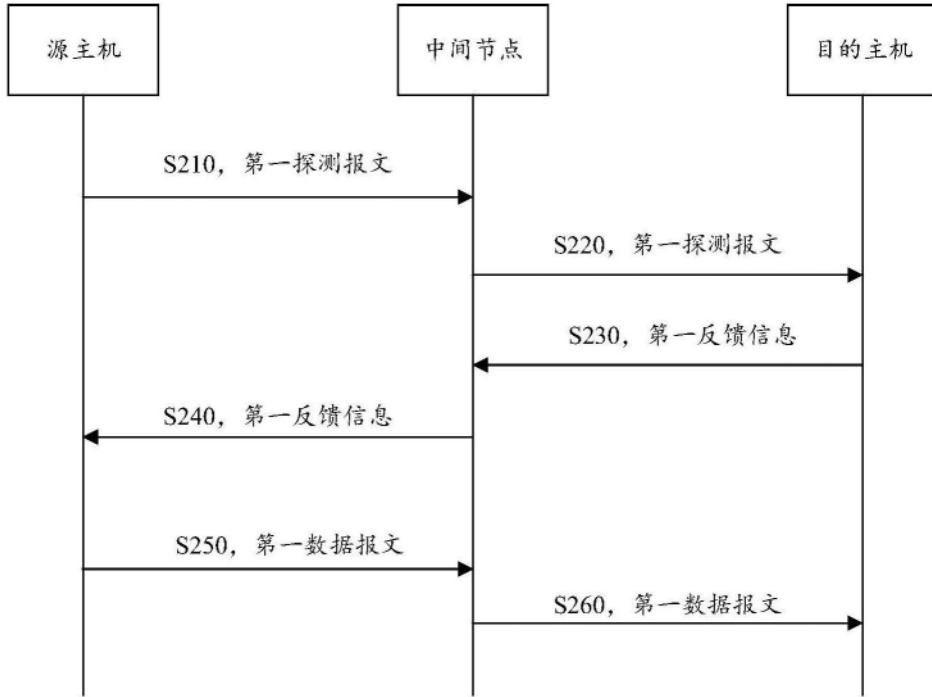 源主机
中间节点
目的主机
S210，第一探测报文
S220，第一探测报文
S230，第一反馈信息
S240，第一反馈信息
S250，第一数据报文
S260，第一数据报文